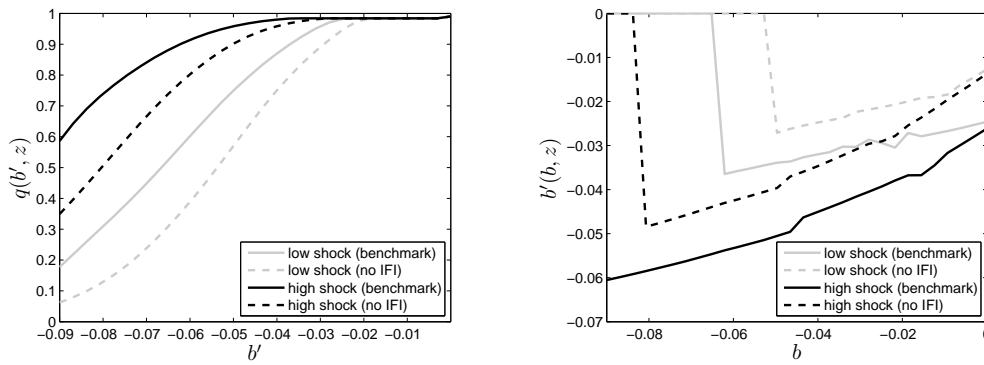 1
0.9
0.8
0.7
0.6
0.5
0.4
0.3
0.2
0.1
0
q(b′, z)
−0.09 −0.08 −0.07 −0.06 −0.05 −0.04 −0.03 −0.02 −0.01
b′
low shock (benchmark)
low shock (no IFI)
high shock (benchmark)
high shock (no IFI)
0
−0.01
−0.02
−0.03
−0.04
−0.05
−0.06
−0.07
b′(b, z)
−0.08 −0.06 −0.04 −0.02
b
low shock (benchmark)
low shock (no IFI)
high shock (benchmark)
high shock (no IFI)